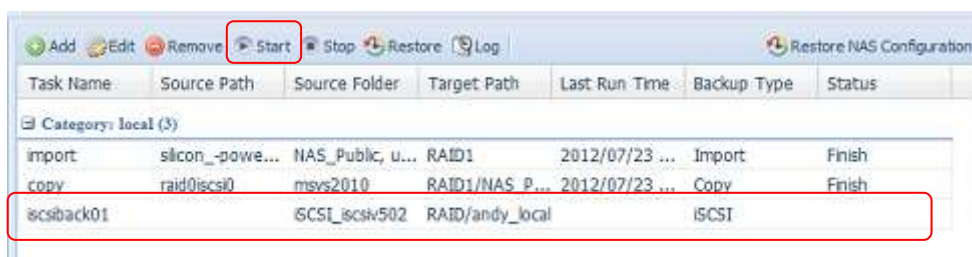 Add Edit Remove Start Stop Restore Log Restore NAS Configuration
Task Name Source Path Source Folder Target Path Last Run Time Backup Type Status
Category: local (3)
import silicon_-powe... NAS_Public, u... RAID1 2012/07/23 ... Import Finish
copy raid0iscsi0 msvs2010 RAID1/NAS_P... 2012/07/23 ... Copy Finish
iscsiback01 iSCSI_iscsiv502 RAID/andy_local iSCSI